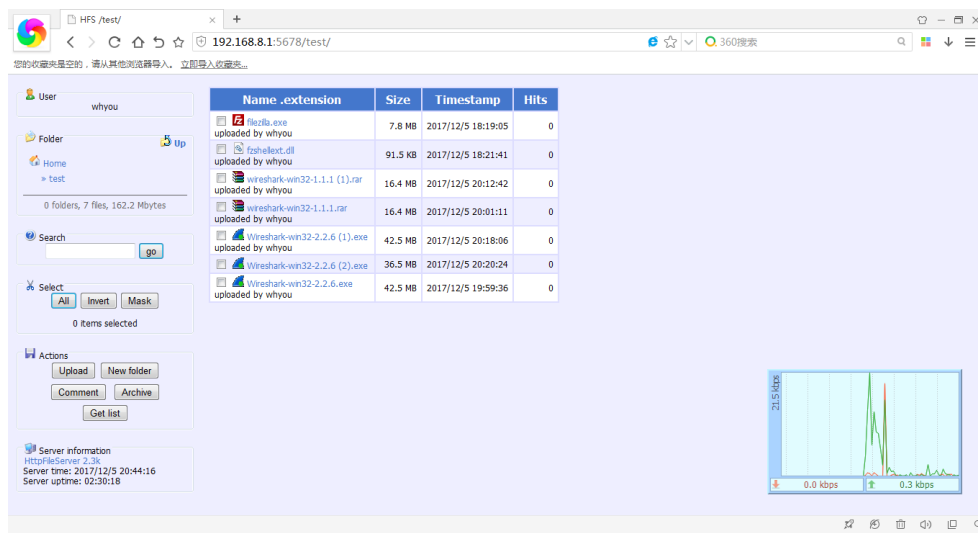 HFS /test/
192.168.8.1:5678/test/
360搜索
您的收藏夹是空的，请从其他浏览器导入。 立即导入收藏夹...
User
whyou
Folder
Up
Home
» test
0 folders, 7 files, 162.2 Mbytes
Search
go
Select
All Invert Mask
0 items selected
Actions
Upload New folder
Comment Archive
Get list
Server information
HttpFileServer 2.3k
Server time: 2017/12/5 20:44:16
Server uptime: 02:30:18
Name .extension Size Timestamp Hits
filezilla.exe 7.8 MB 2017/12/5 18:19:05 0
uploaded by whyou
fzshellext.dll 91.5 KB 2017/12/5 18:21:41 0
uploaded by whyou
wireshark-win32-1.1.1 (1).rar 16.4 MB 2017/12/5 20:12:42 0
uploaded by whyou
wireshark-win32-1.1.1.rar 16.4 MB 2017/12/5 20:01:11 0
uploaded by whyou
Wireshark-win32-2.2.6 (1).exe 42.5 MB 2017/12/5 20:18:06 0
uploaded by whyou
Wireshark-win32-2.2.6 (2).exe 36.5 MB 2017/12/5 20:20:24 0
Wireshark-win32-2.2.6.exe 42.5 MB 2017/12/5 19:59:36 0
uploaded by whyou
21.5 kbps
0.0 kbps 0.3 kbps